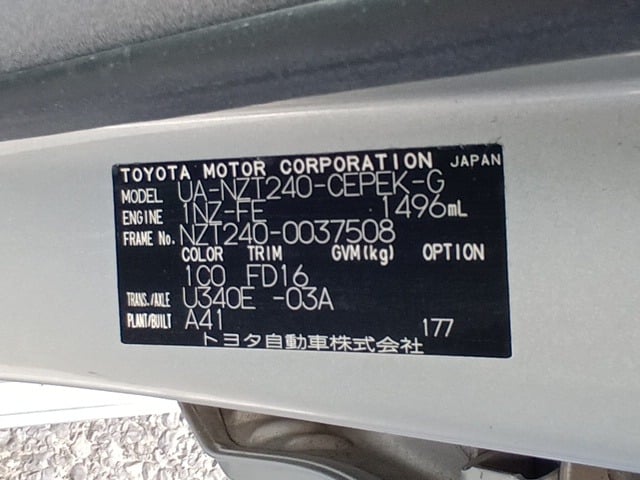 TOYOTA MOTOR CORPORATION JAPAN
MODEL UA-NZT240-CEPEK-G
ENGINE 1NZ-FE 1496mL
FRAME No. NZT240-0037508
COLOR TRIM GVM(kg) OPTION
1C0 FD16
TRANS./AXLE U340E -03A
PLANT/BUILT A41 177
トヨタ自動車株式会社